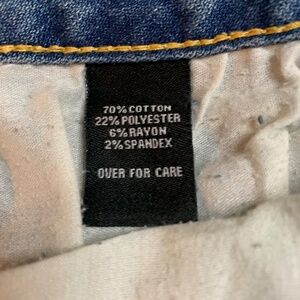 70% COTTON
22% POLYESTER
6% RAYON
2% SPANDEX
OVER FOR CARE